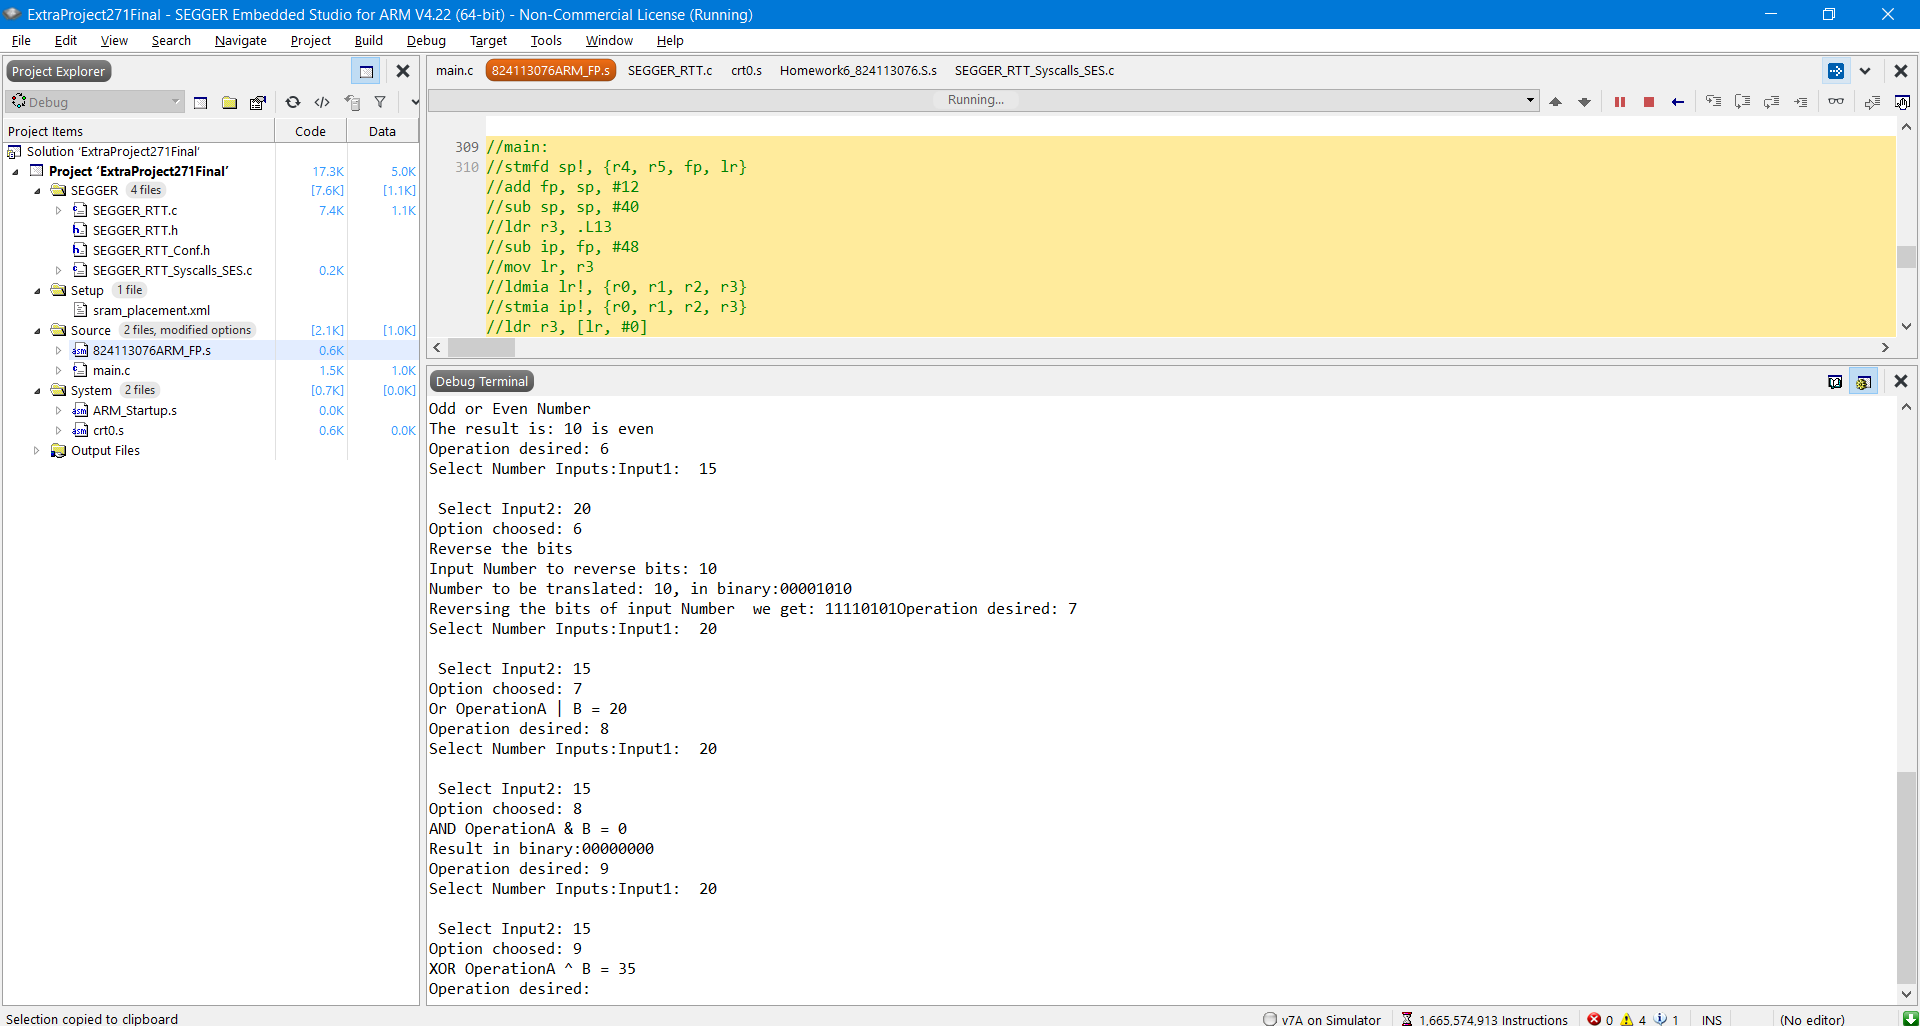 ExtraProject271Final - SEGGER Embedded Studio for ARM V4.22 (64-bit) - Non-Commercial License (Running)
File Edit View Search Navigate Project Build Debug Target Tools Window Help
Project Explorer
Debug
Project Items Code Data
Solution 'ExtraProject271Final'
Project 'ExtraProject271Final' 17.3K 5.0K
SEGGER 4 files [7.6K] [1.1K]
SEGGER_RTT.c 7.4K 1.1K
SEGGER_RTT.h
SEGGER_RTT_Conf.h
SEGGER_RTT_Syscalls_SES.c 0.2K
Setup 1 file
sram_placement.xml
Source 2 files, modified options [2.1K] [1.0K]
824113076ARM_FP.s 0.6K
main.c 1.5K 1.0K
System 2 files [0.7K] [0.0K]
ARM_Startup.s 0.0K
crt0.s 0.6K 0.0K
Output Files
main.c 824113076ARM_FP.s SEGGER_RTT.c crt0.s Homework6_824113076.S.s SEGGER_RTT_Syscalls_SES.c
Running...
309 //main:
310 //stmfd sp!, {r4, r5, fp, lr}
//add fp, sp, #12
//sub sp, sp, #40
//ldr r3, .L13
//sub ip, fp, #48
//mov lr, r3
//ldmia lr!, {r0, r1, r2, r3}
//stmia ip!, {r0, r1, r2, r3}
//ldr r3, [lr, #0]
Debug Terminal
Odd or Even Number
The result is: 10 is even
Operation desired: 6
Select Number Inputs:Input1:  15
Select Input2: 20
Option choosed: 6
Reverse the bits
Input Number to reverse bits: 10
Number to be translated: 10, in binary:00001010
Reversing the bits of input Number  we get: 11110101Operation desired: 7
Select Number Inputs:Input1:  20
Select Input2: 15
Option choosed: 7
Or OperationA | B = 20
Operation desired: 8
Select Number Inputs:Input1:  20
Select Input2: 15
Option choosed: 8
AND OperationA & B = 0
Result in binary:00000000
Operation desired: 9
Select Number Inputs:Input1:  20
Select Input2: 15
Option choosed: 9
XOR OperationA ^ B = 35
Operation desired:
Selection copied to clipboard v7A on Simulator 1,665,574,913 Instructions 0 4 1 INS (No editor)